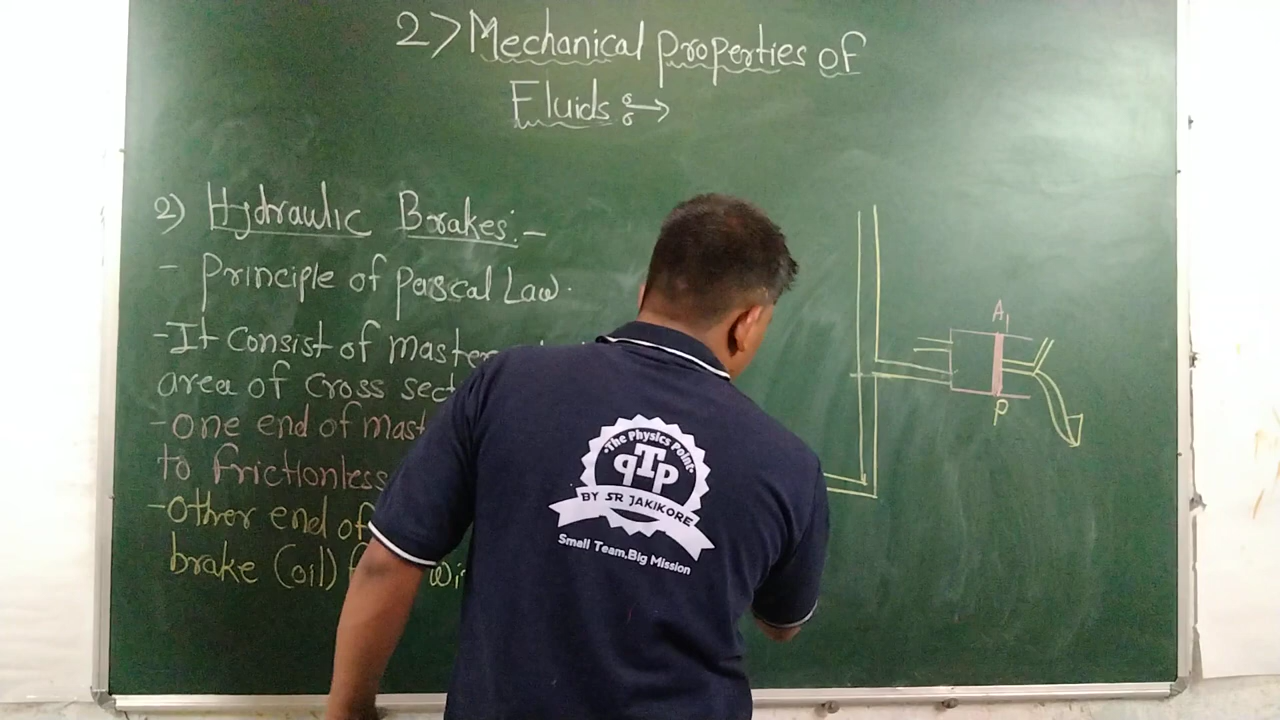 2> Mechanical Properties of
Fluids :→
2) Hydraulic Brakes :-
- Principle of Pascal Law.
- It Consist of Master
area of cross sect
- One end of Mast
to frictionless
- Other end of
brake (oil)
A1
P
The Physics Point
qTp
BY SR JAKIKORE
Small Team,Big Mission